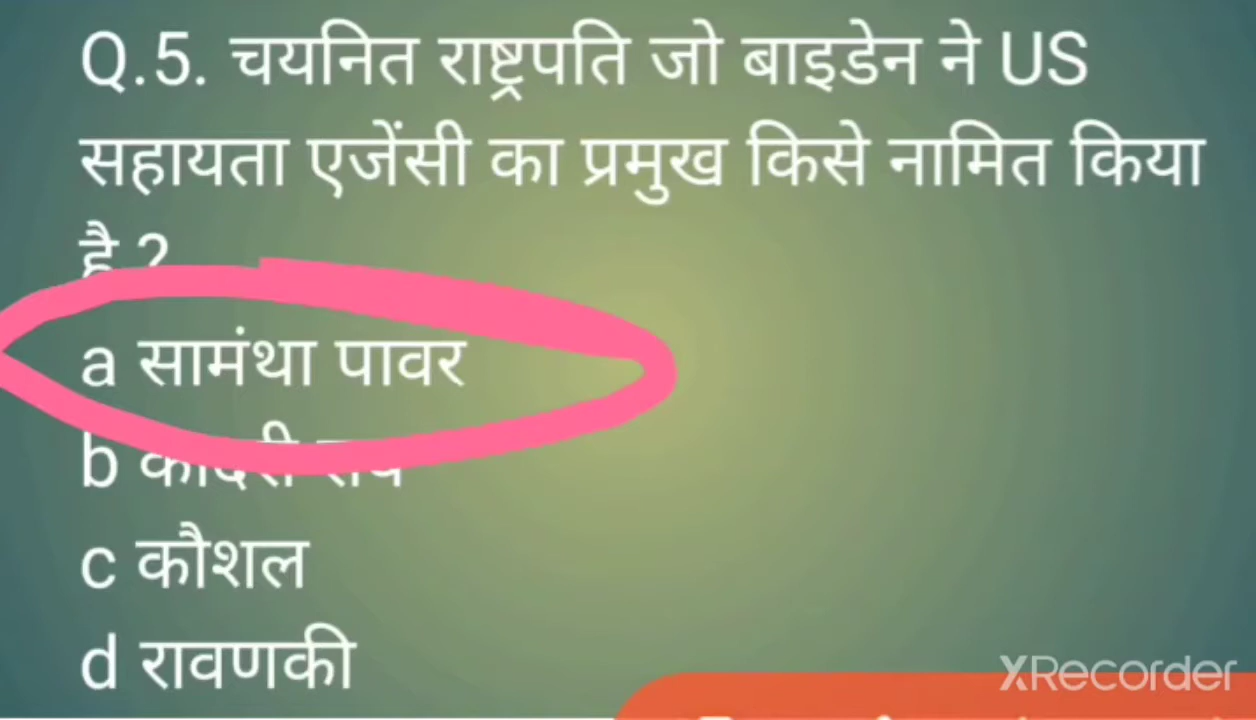 Q.5. चयनित राष्ट्रपति जो बाइडेन ने US
सहायता एजेंसी का प्रमुख किसे नामित किया
है ?
a सामंथा पावर
b
c कौशल
d रावणकी
XRecorder